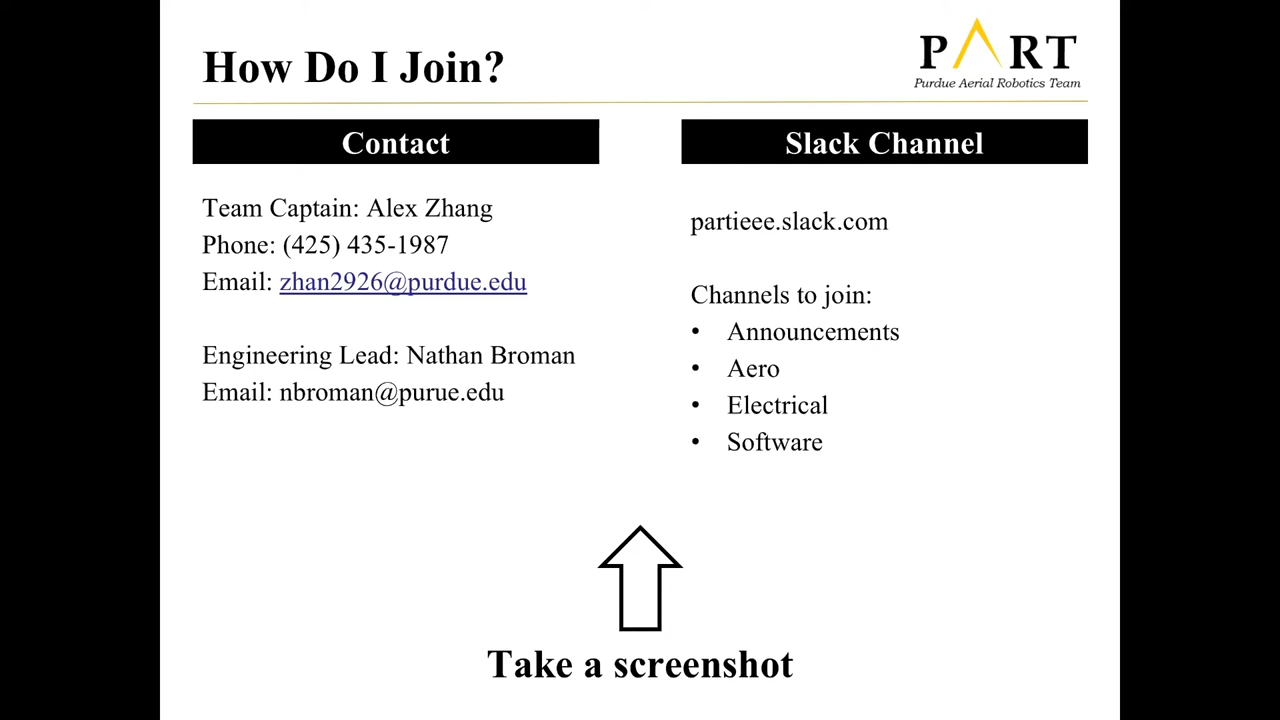 How Do I Join?
PART
Purdue Aerial Robotics Team
Contact
Team Captain: Alex Zhang
Phone: (425) 435-1987
Email: zhan2926@purdue.edu
Engineering Lead: Nathan Broman
Email: nbroman@purue.edu
Slack Channel
partieee.slack.com
Channels to join:
• Announcements
• Aero
• Electrical
• Software
Take a screenshot